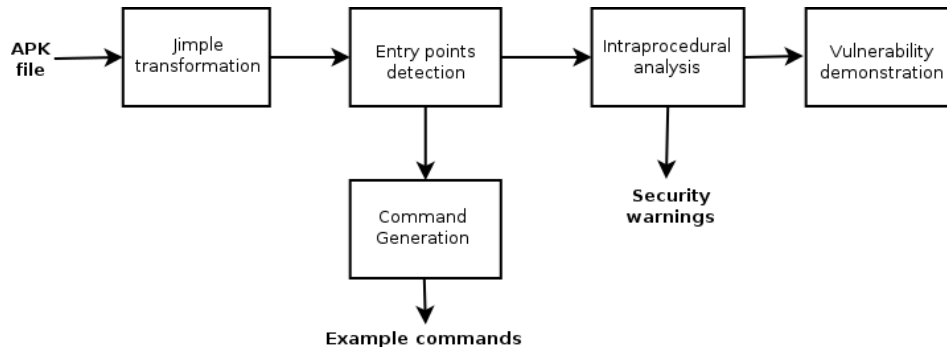 APK
file
Jimple
transformation
Entry points
detection
Intraprocedural
analysis
Vulnerability
demonstration
Command
Generation
Security
warnings
Example commands